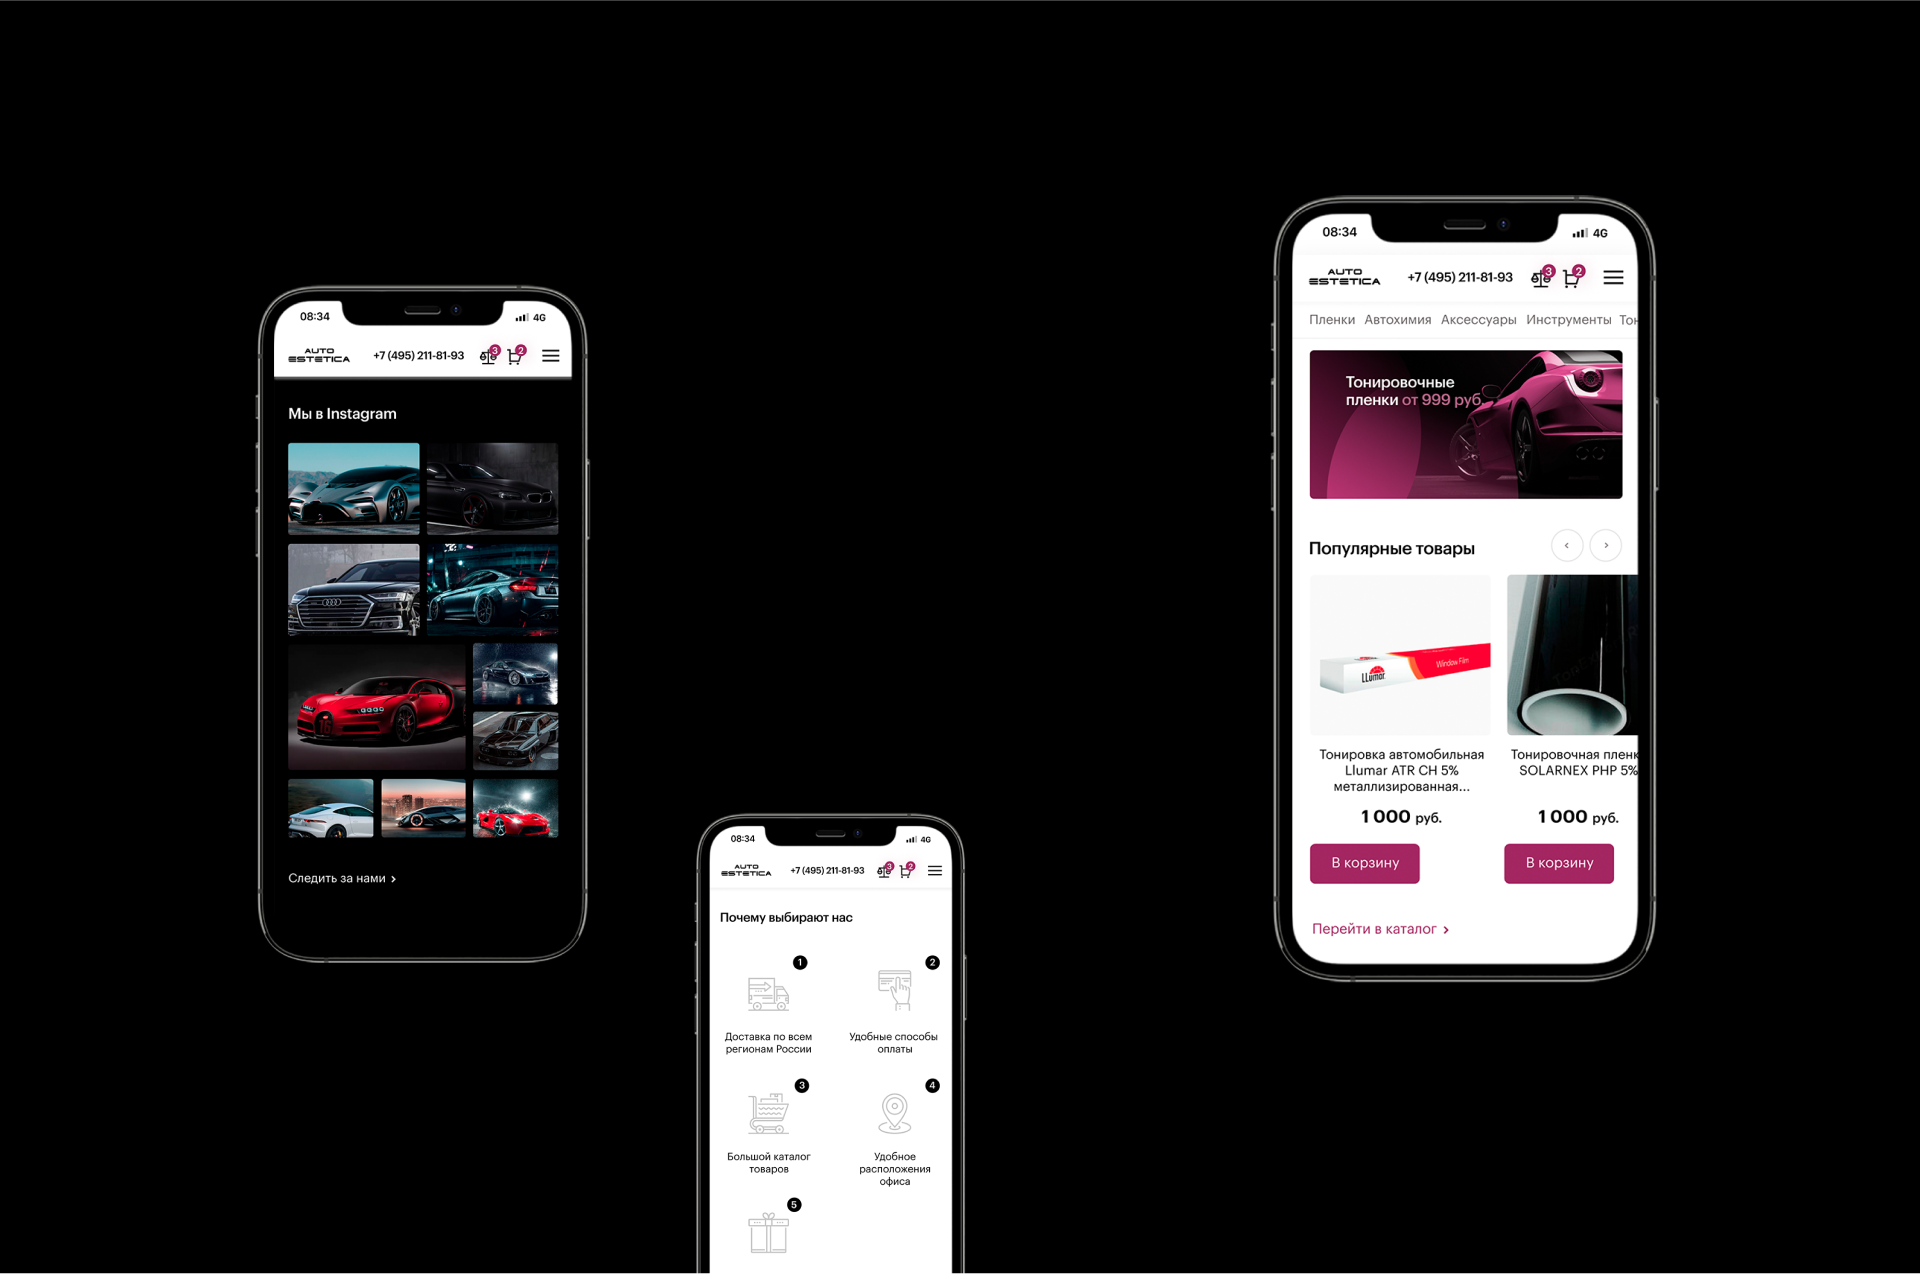 08:34
4G
AUTO
ESTETICA
+7 (495) 211-81-93
3
2
Мы в Instagram
Следить за нами
08:34
4G
AUTO
ESTETICA
+7 (495) 211-81-93
3
2
Почему выбирают нас
1
2
Доставка по всем
регионам России
Удобные способы
оплаты
3
4
Большой каталог
товаров
Удобное
расположения
офиса
5
08:34
4G
AUTO
ESTETICA
+7 (495) 211-81-93
3
2
Пленки Автохимия Аксессуары Инструменты Тон
Тонировочные
пленки от 999 руб.
Популярные товары
LLumar
Window Film
Тонировка автомобильная
Llumar ATR CH 5%
металлизированная...
1 000 руб.
В корзину
Тонировочная пленк
SOLARNEX PHP 5%
1 000 руб.
В корзину
Перейти в каталог